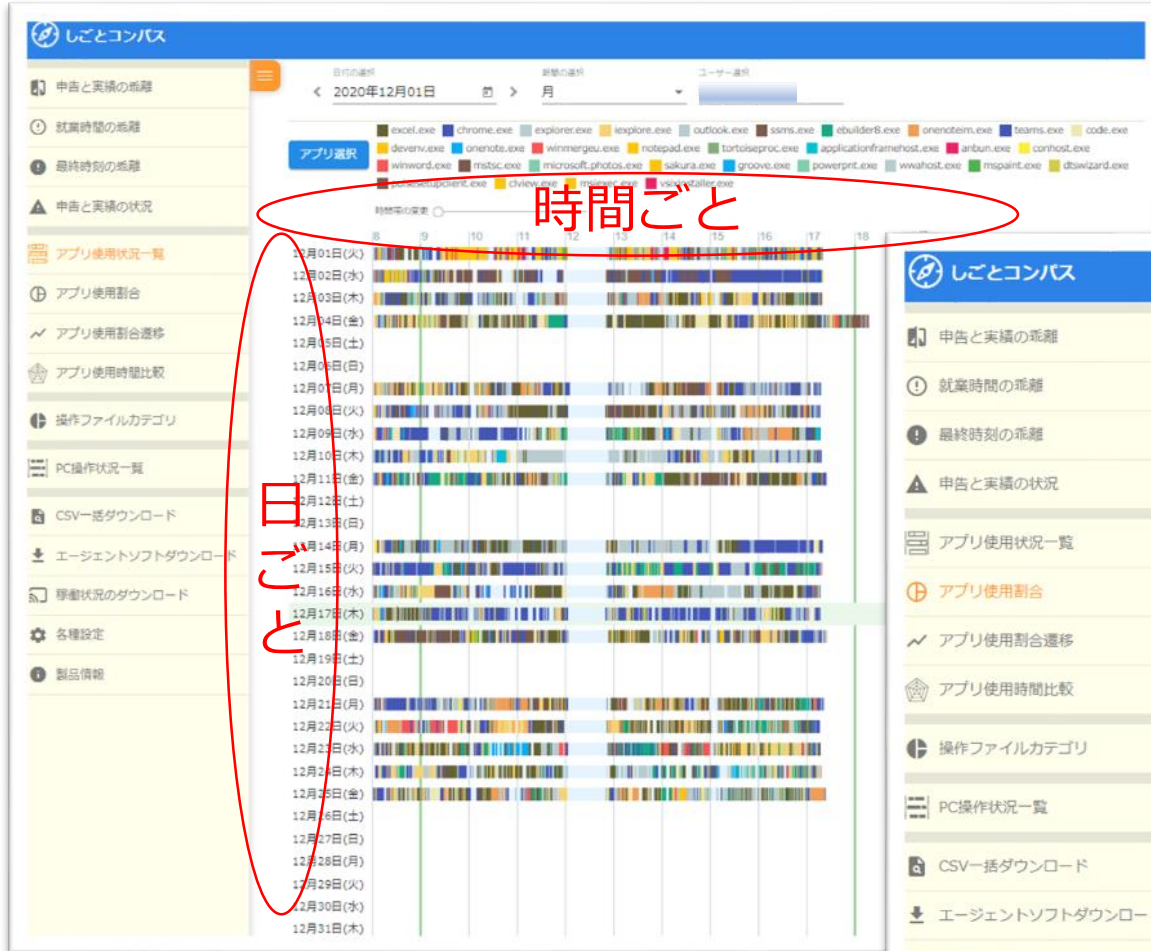 しごとコンパス
申告と実績の乖離
就業時間の乖離
最終時刻の乖離
申告と実績の状況
アプリ使用状況一覧
アプリ使用割合
アプリ使用割合遷移
アプリ使用時間比較
操作ファイルカテゴリ
PC操作状況一覧
CSV一括ダウンロード
エージェントソフトダウンロード
稼働状況のダウンロード
各種設定
製品情報
日付の選択 期間の選択 ユーザー選択
2020年12月01日 月
アプリ選択
excel.exe chrome.exe explorer.exe iexplore.exe outlook.exe ssms.exe ebuilder8.exe onenotem.exe teams.exe code.exe
devenv.exe onenote.exe winmergeu.exe notepad.exe tortoiseproc.exe applicationframehost.exe anbun.exe conhost.exe
winword.exe mstsc.exe microsoft.photos.exe sakura.exe groove.exe powerpnt.exe wwahost.exe mspaint.exe dtswizard.exe
clview.exe msiexec.exe vsixinstaller.exe
時間帯の変更
時間ごと
8 9 10 11 12 13 14 15 16 17 18
日ごと
12月01日(火)
12月02日(水)
12月03日(木)
12月04日(金)
12月05日(土)
12月06日(日)
12月07日(月)
12月08日(火)
12月09日(水)
12月10日(木)
12月11日(金)
12月12日(土)
12月13日(日)
12月14日(月)
12月15日(火)
12月16日(水)
12月17日(木)
12月18日(金)
12月19日(土)
12月20日(日)
12月21日(月)
12月22日(火)
12月23日(水)
12月24日(木)
12月25日(金)
12月26日(土)
12月27日(日)
12月28日(月)
12月29日(火)
12月30日(水)
12月31日(木)
しごとコンパス
申告と実績の乖離
就業時間の乖離
最終時刻の乖離
申告と実績の状況
アプリ使用状況一覧
アプリ使用割合
アプリ使用割合遷移
アプリ使用時間比較
操作ファイルカテゴリ
PC操作状況一覧
CSV一括ダウンロード
エージェントソフトダウンロー